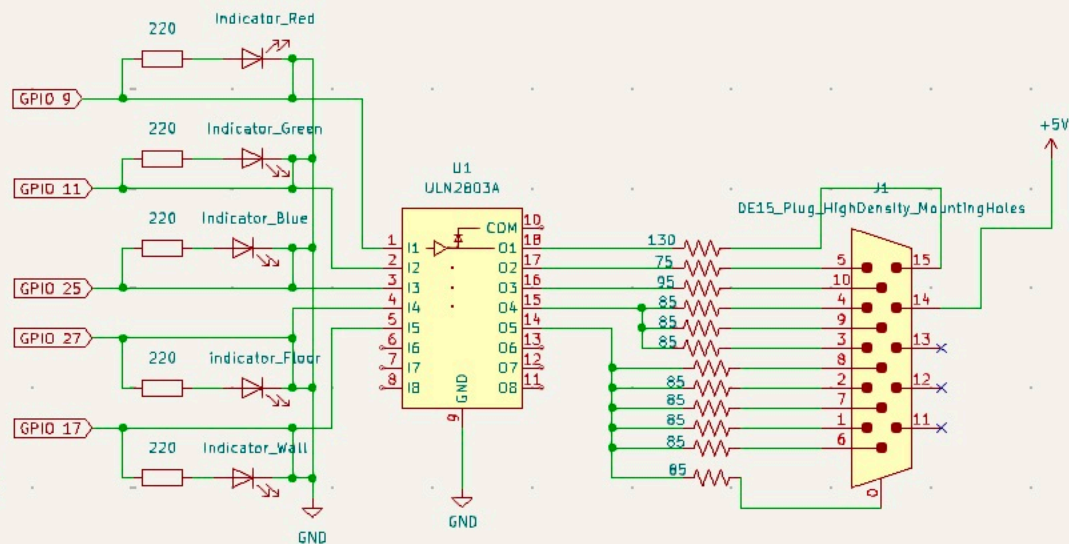 220
Indicator_Red
GPIO 9
220
Indicator_Green
GPIO 11
220
Indicator_Blue
GPIO 25
GPIO 27
220
Indicator_Floor
GPIO 17
220
Indicator_Wall
GND
U1
ULN2803A
COM
10
1
I1
O1
18
2
I2
O2
17
3
I3
O3
16
4
I4
O4
15
5
I5
O5
14
6
I6
O6
13
7
I7
O7
12
8
I8
O8
11
GND
9
GND
130
75
95
85
85
85
85
85
85
85
85
+5V
J1
DE15_Plug_HighDensity_MountingHoles
5
15
10
4
14
9
3
13
8
2
12
7
1
11
6
0